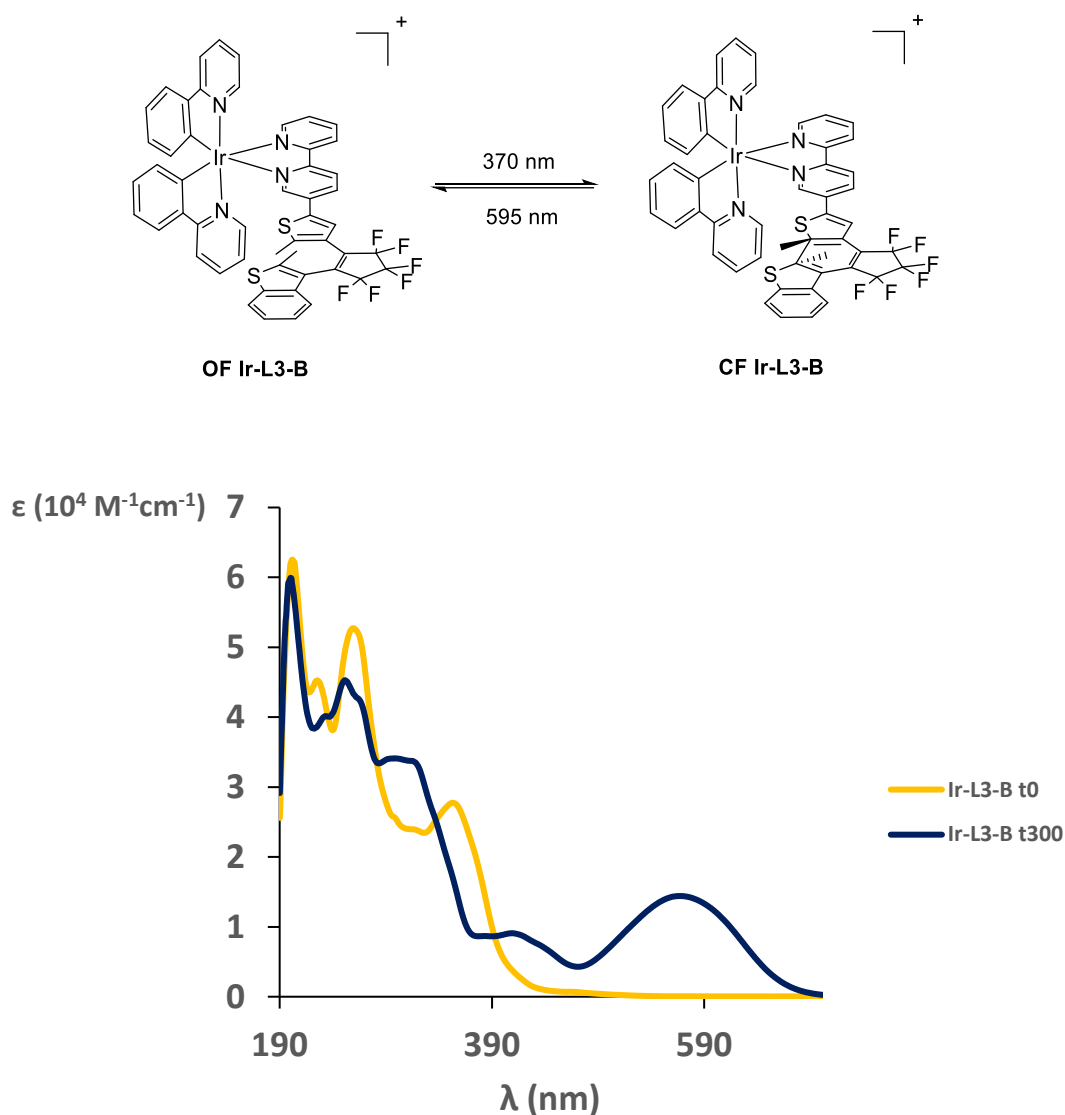 +
+
N
N
Ir
N
N
S
S
F
F
F
F
F
F
370 nm
595 nm
N
N
Ir
N
N
S
S
F
F
F
F
F
F
OF Ir-L3-B
CF Ir-L3-B
ε (10⁴ M⁻¹cm⁻¹)
7
6
5
4
3
2
1
0
190
390
590
λ (nm)
Ir-L3-B t0
Ir-L3-B t300